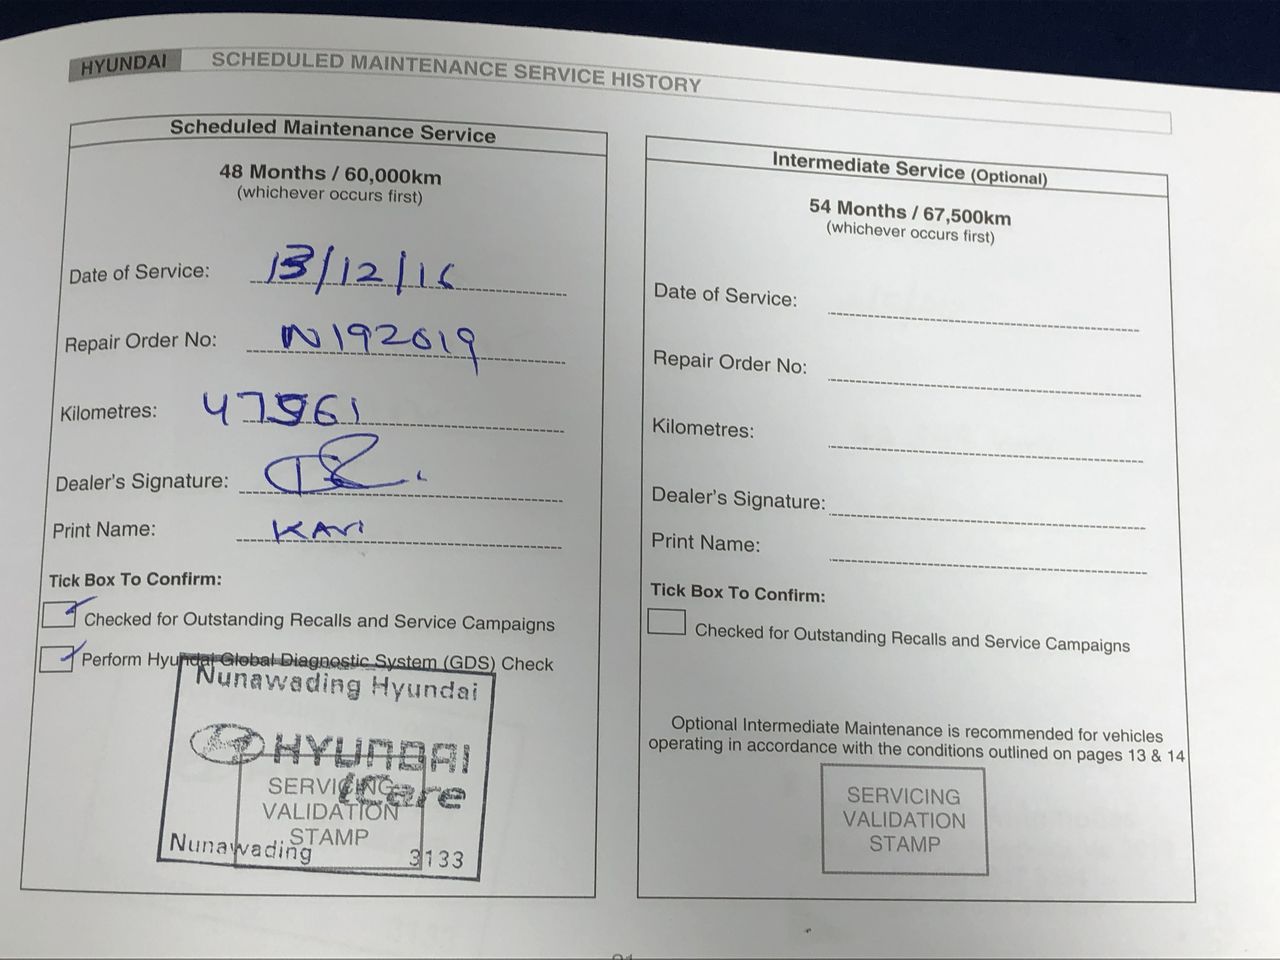 HYUNDAI SCHEDULED MAINTENANCE SERVICE HISTORY
Scheduled Maintenance Service
48 Months / 60,000km
(whichever occurs first)
Date of Service: 13/12/16
Repair Order No: N192019
Kilometres:
Dealer's Signature:
Print Name:
Tick Box To Confirm:
Checked for Outstanding Recalls and Service Campaigns
Perform Hyundai Global Diagnostic System (GDS) Check
Nunawading Hyundai
HYUNDAI
iCare
SERVICING
VALIDATION
STAMP
Nunawading 3133
Intermediate Service (Optional)
54 Months / 67,500km
(whichever occurs first)
Date of Service:
Repair Order No:
Kilometres:
Dealer's Signature:
Print Name:
Tick Box To Confirm:
Checked for Outstanding Recalls and Service Campaigns
Optional Intermediate Maintenance is recommended for vehicles
operating in accordance with the conditions outlined on pages 13 & 14
SERVICING
VALIDATION
STAMP